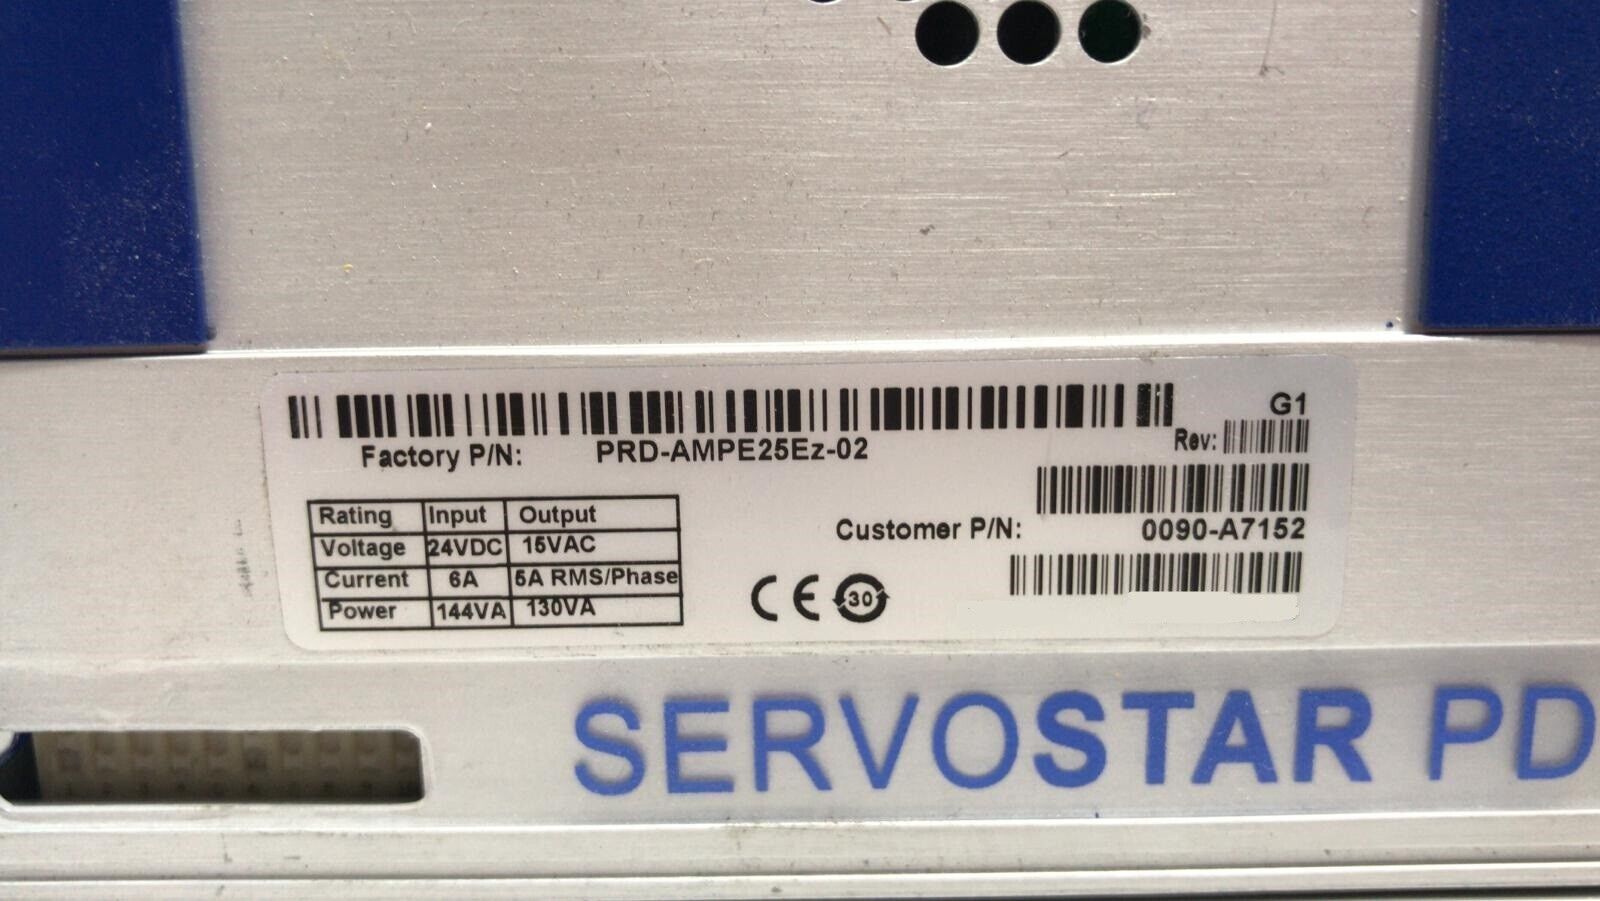 G1
Rev:
Factory P/N: PRD-AMPE25Ez-02
Customer P/N: 0090-A7152
Rating Input Output
Voltage 24VDC 15VAC
Current 6A 5A RMS/Phase
Power 144VA 130VA
CE 30
SERVOSTAR PD